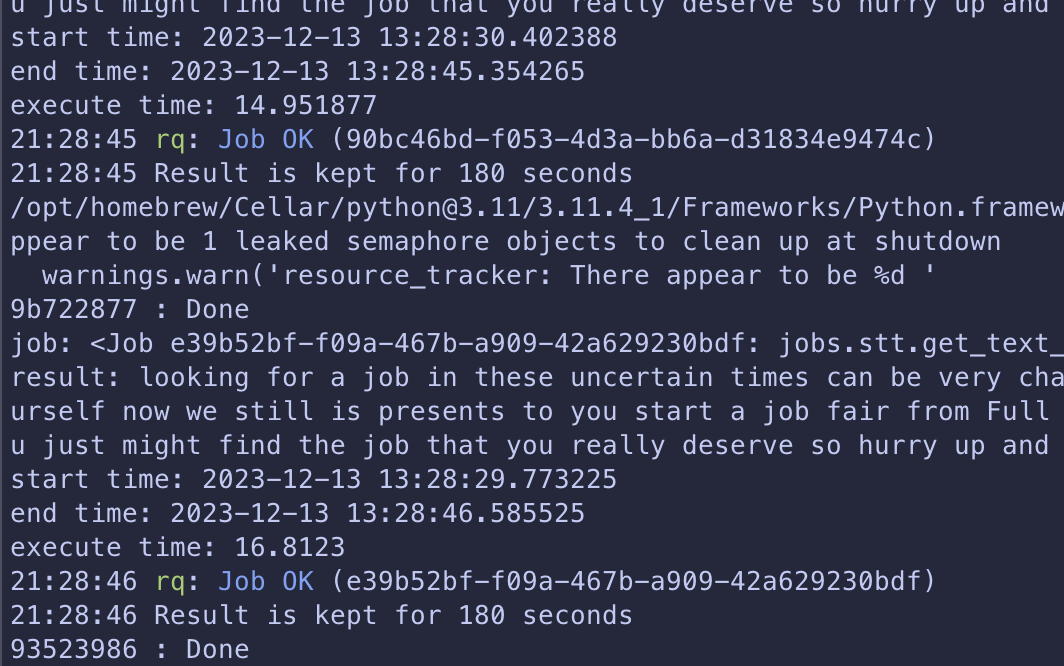 u just might find the job that you really deserve so hurry up and
start time: 2023-12-13 13:28:30.402388
end time: 2023-12-13 13:28:45.354265
execute time: 14.951877
21:28:45 rq: Job OK (90bc46bd-f053-4d3a-bb6a-d31834e9474c)
21:28:45 Result is kept for 180 seconds
/opt/homebrew/Cellar/python@3.11/3.11.4_1/Frameworks/Python.framew
ppear to be 1 leaked semaphore objects to clean up at shutdown
  warnings.warn('resource_tracker: There appear to be %d '
9b722877 : Done
job: <Job e39b52bf-f09a-467b-a909-42a629230bdf: jobs.stt.get_text_
result: looking for a job in these uncertain times can be very cha
urself now we still is presents to you start a job fair from Full
u just might find the job that you really deserve so hurry up and
start time: 2023-12-13 13:28:29.773225
end time: 2023-12-13 13:28:46.585525
execute time: 16.8123
21:28:46 rq: Job OK (e39b52bf-f09a-467b-a909-42a629230bdf)
21:28:46 Result is kept for 180 seconds
93523986 : Done